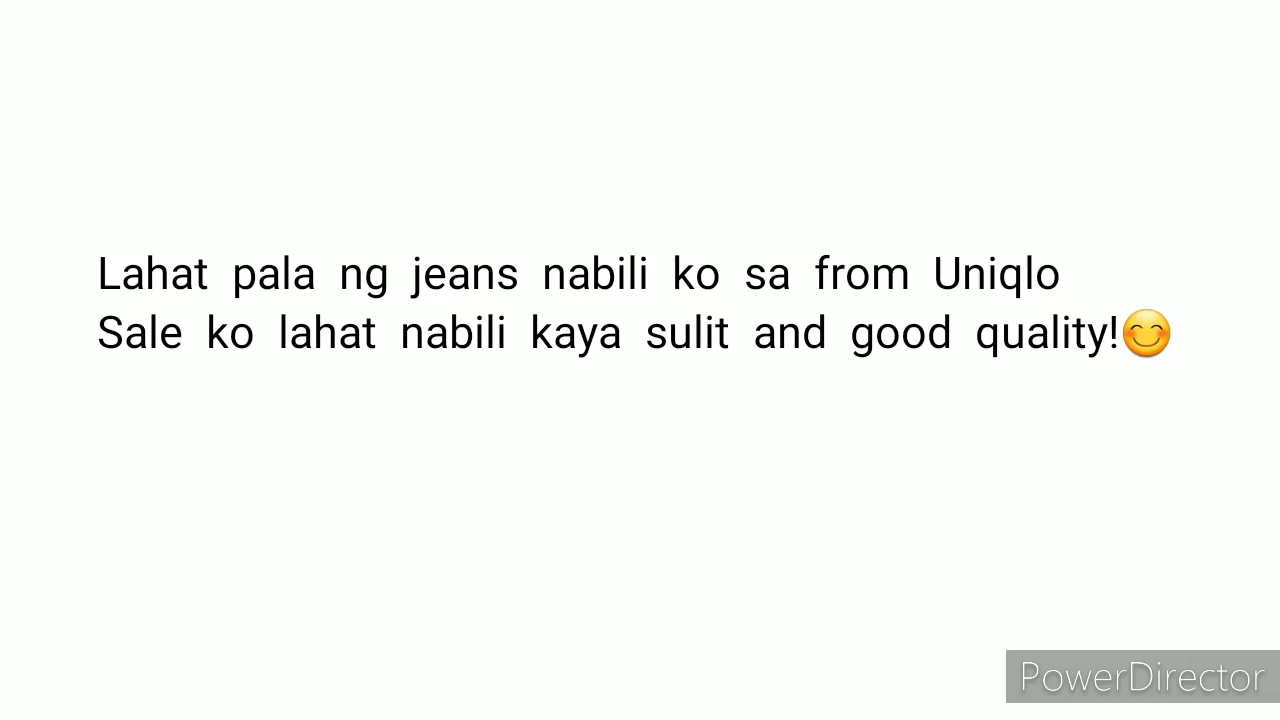 Lahat pala ng jeans nabili ko sa from Uniqlo
Sale ko lahat nabili kaya sulit and good quality!😊
PowerDirector